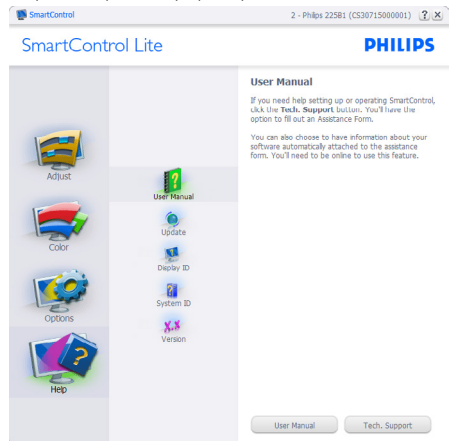 SmartControl
2 - Philips 225B1 (CS30715000001)
?
X
SmartControl Lite
PHILIPS
User Manual
If you need help setting up or operating SmartControl,
click the Tech. Support button. You'll have the
option to fill out an Assistance Form.
You can also choose to have information about your
software automatically attached to the assistance
form. You'll need to be online to use this feature.
Adjust
Color
Options
?
Help
?
User Manual
Update
Display ID
?
System ID
X.X
Version
User Manual
Tech. Support